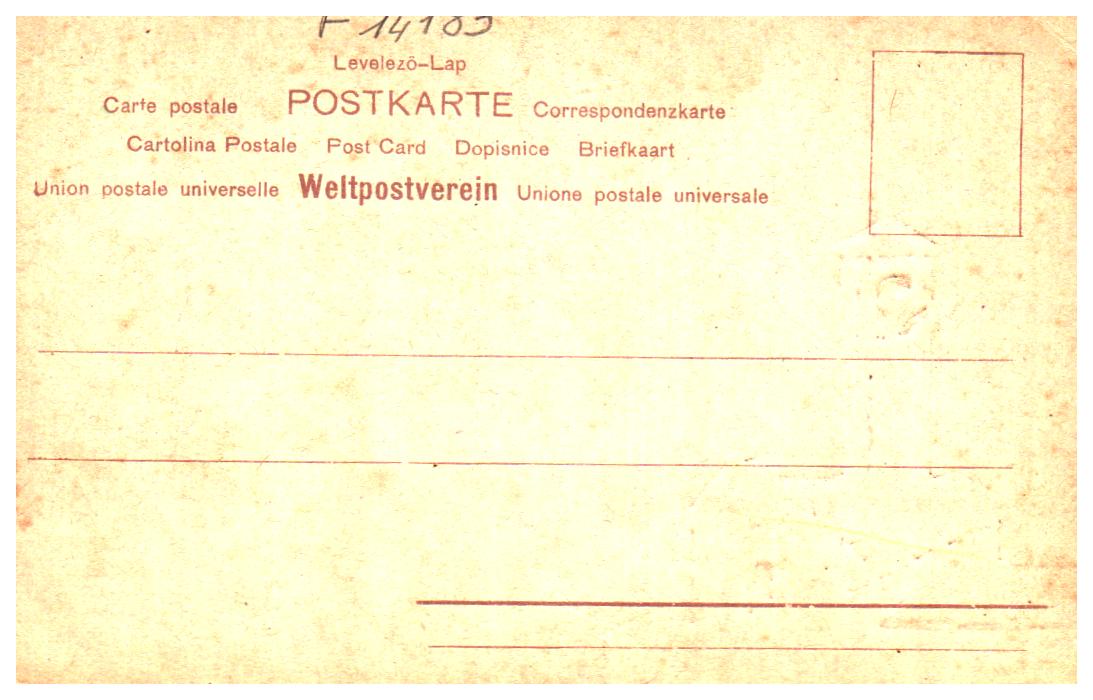 F 14183
Levelezö-Lap
Carte postale POSTKARTE Correspondenzkarte
Cartolina Postale Post Card Dopisnice Briefkaart
Union postale universelle Weltpostverein Unione postale universale